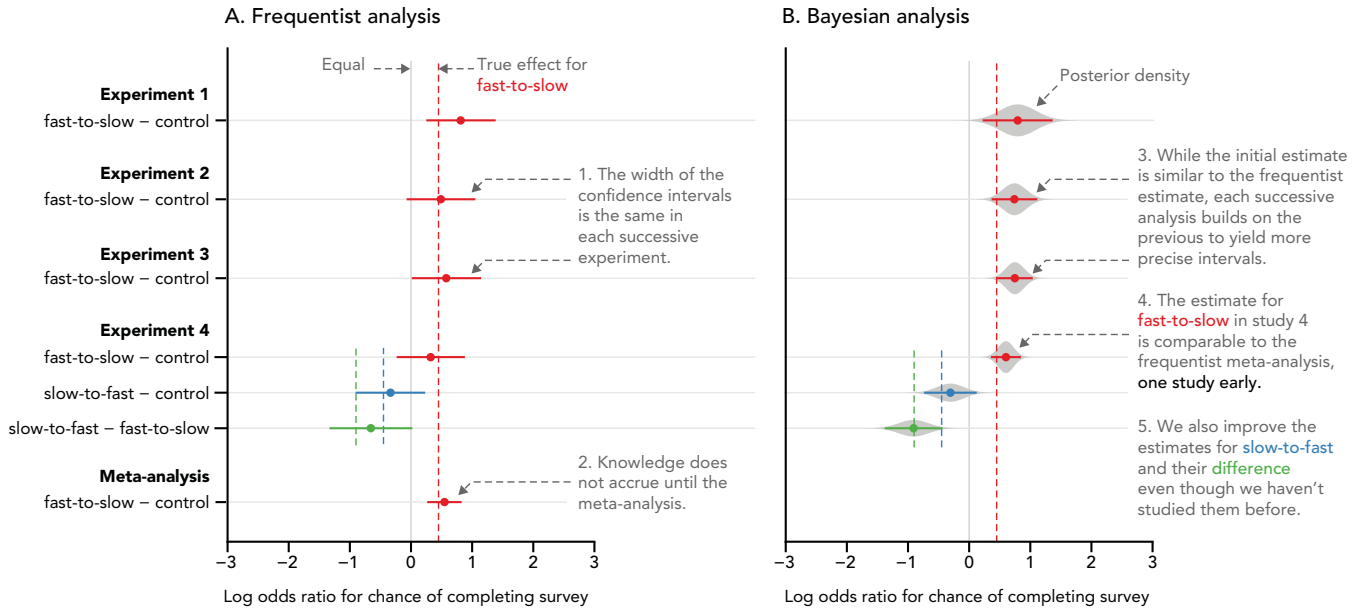 A. Frequentist analysis
Equal
True effect for
fast-to-slow
Experiment 1
fast-to-slow – control
Experiment 2
fast-to-slow – control
1. The width of the
confidence intervals
is the same in
each successive
experiment.
Experiment 3
fast-to-slow – control
Experiment 4
fast-to-slow – control
slow-to-fast – control
slow-to-fast – fast-to-slow
Meta-analysis
fast-to-slow – control
2. Knowledge does
not accrue until the
meta-analysis.
−3 −2 −1 0 1 2 3
Log odds ratio for chance of completing survey
B. Bayesian analysis
Posterior density
3. While the initial estimate
is similar to the frequentist
estimate, each successive
analysis builds on the
previous to yield more
precise intervals.
4. The estimate for
fast-to-slow in study 4
is comparable to the
frequentist meta-analysis,
one study early.
5. We also improve the
estimates for slow-to-fast
and their difference
even though we haven't
studied them before.
−3 −2 −1 0 1 2 3
Log odds ratio for chance of completing survey